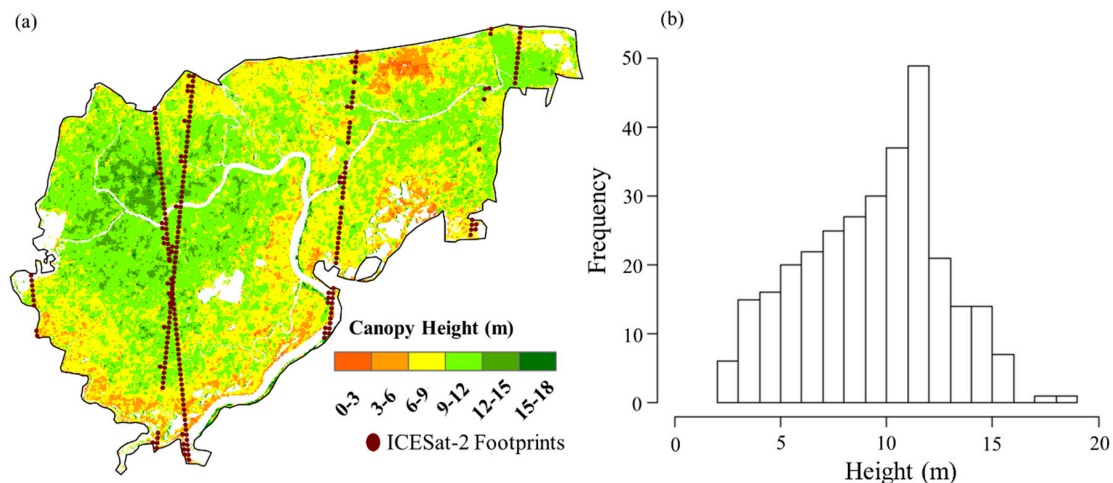 (a)
Canopy Height (m)
0-3
3-6
6-9
9-12
12-15
15-18
ICESat-2 Footprints
(b)
Frequency
50
40
30
20
10
0
0
5
10
15
20
Height (m)